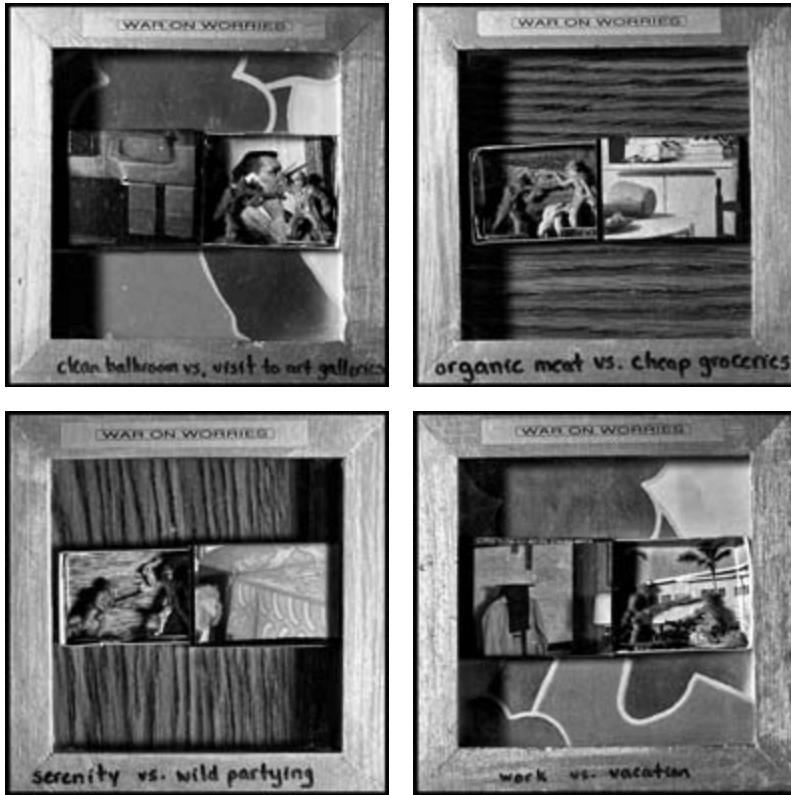 WAR ON WORRIES
clean bathroom vs. visit to art galleries
WAR ON WORRIES
organic meat vs. cheap groceries
WAR ON WORRIES
serenity vs. wild partying
WAR ON WORRIES
work vs. vacation